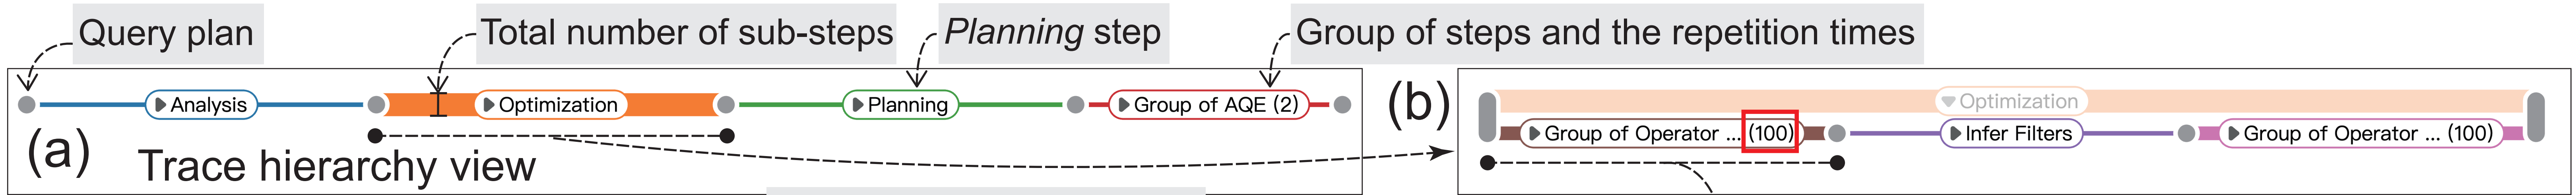 Query plan
Total number of sub-steps
Planning step
Group of steps and the repetition times
Analysis
Optimization
Planning
Group of AQE (2)
(a)
Trace hierarchy view
(b)
Optimization
Group of Operator ... (100)
Infer Filters
Group of Operator ... (100)